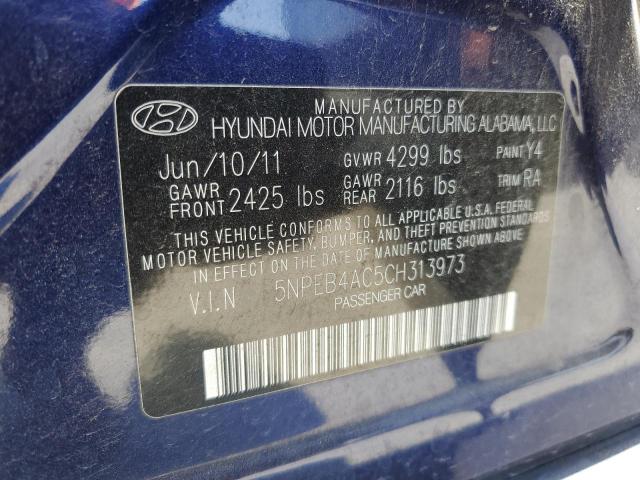 MANUFACTURED BY
HYUNDAI MOTOR MANUFACTURING ALABAMA, LLC
Jun/10/11 GVWR 4299 lbs PAINT Y4
GAWR FRONT 2425 lbs GAWR REAR 2116 lbs TRIM RA
THIS VEHICLE CONFORMS TO ALL APPLICABLE U.S.A. FEDERAL
MOTOR VEHICLE SAFETY, BUMPER, AND THEFT PREVENTION STANDARDS
IN EFFECT ON THE DATE OF MANUFACTURE SHOWN ABOVE
V.I.N 5NPEB4AC5CH313973
PASSENGER CAR